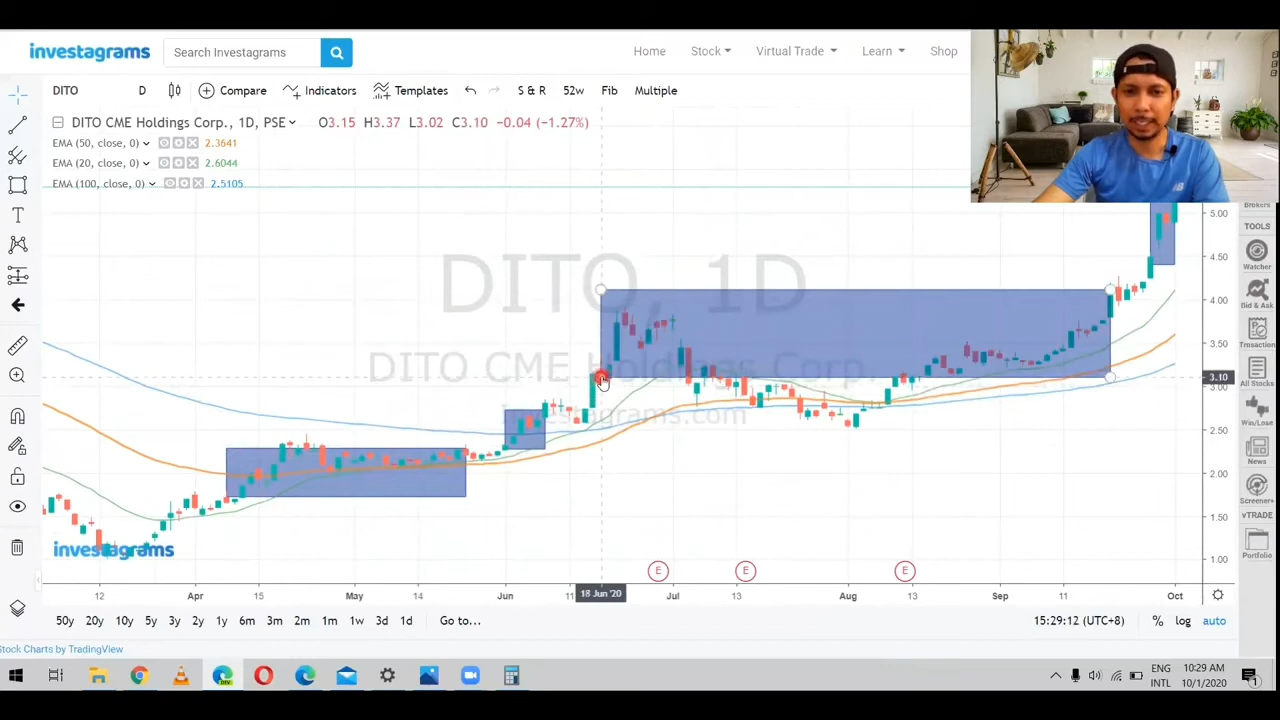 investagrams
Search Investagrams
Home
Stock
Virtual Trade
Learn
Shop
DITO
D
Compare
Indicators
Templates
S & R
52w
Fib
Multiple
DITO CME Holdings Corp., 1D, PSE
O3.15 H3.37 L3.02 C3.10 −0.04 (−1.27%)
EMA (50, close, 0)
2.3641
EMA (20, close, 0)
2.6044
EMA (100, close, 0)
2.5105
DITO, 1D
DITO CME Holdings Corp.
Investagrams.com
investagrams
5.00
4.50
4.00
3.50
3.10
3.00
2.50
2.00
1.50
1.00
E
E
E
12
Apr
15
May
14
Jun
11
18 Jun '20
Jul
13
Aug
13
Sep
11
Oct
50y
20y
10y
5y
3y
2y
1y
6m
3m
2m
1m
1w
3d
1d
Go to...
15:29:12 (UTC+8)
%
log
auto
Stock Charts by TradingView
Brokers
TOOLS
Watcher
Bid & Ask
Transaction
All Stocks
Win/Lose
News
Screener+
vTRADE
Portfolio
DEV
ENG
INTL
10:29 AM
10/1/2020
1